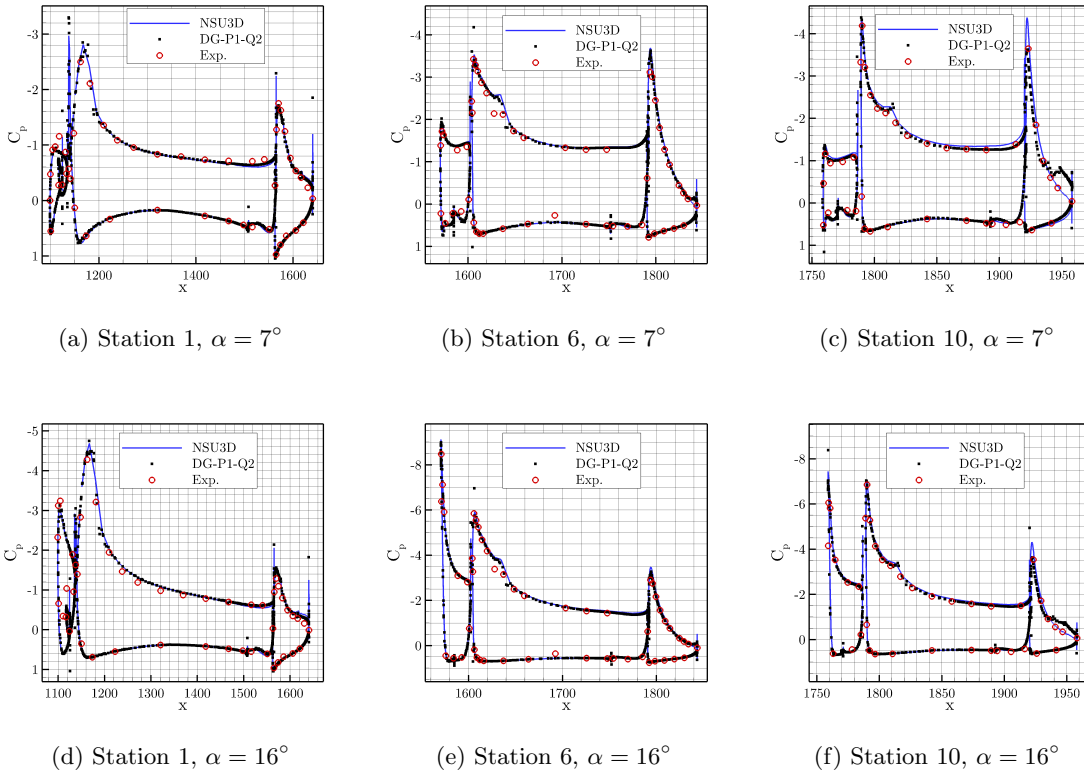 NSU3D
DG-P1-Q2
Exp.
-3
-2
-1
0
1
C_p
1200
1400
1600
x
(a) Station 1, α = 7°
NSU3D
DG-P1-Q2
Exp.
-6
-5
-4
-3
-2
-1
0
1
C_p
1600
1700
1800
x
(b) Station 6, α = 7°
NSU3D
DG-P1-Q2
Exp.
-4
-3
-2
-1
0
1
C_p
1750
1800
1850
1900
1950
x
(c) Station 10, α = 7°
NSU3D
DG-P1-Q2
Exp.
-5
-4
-3
-2
-1
0
1
C_p
1100
1200
1300
1400
1500
1600
x
(d) Station 1, α = 16°
NSU3D
DG-P1-Q2
Exp.
-8
-6
-4
-2
0
C_p
1600
1700
1800
x
(e) Station 6, α = 16°
NSU3D
DG-P1-Q2
Exp.
-8
-6
-4
-2
0
C_p
1750
1800
1850
1900
1950
x
(f) Station 10, α = 16°